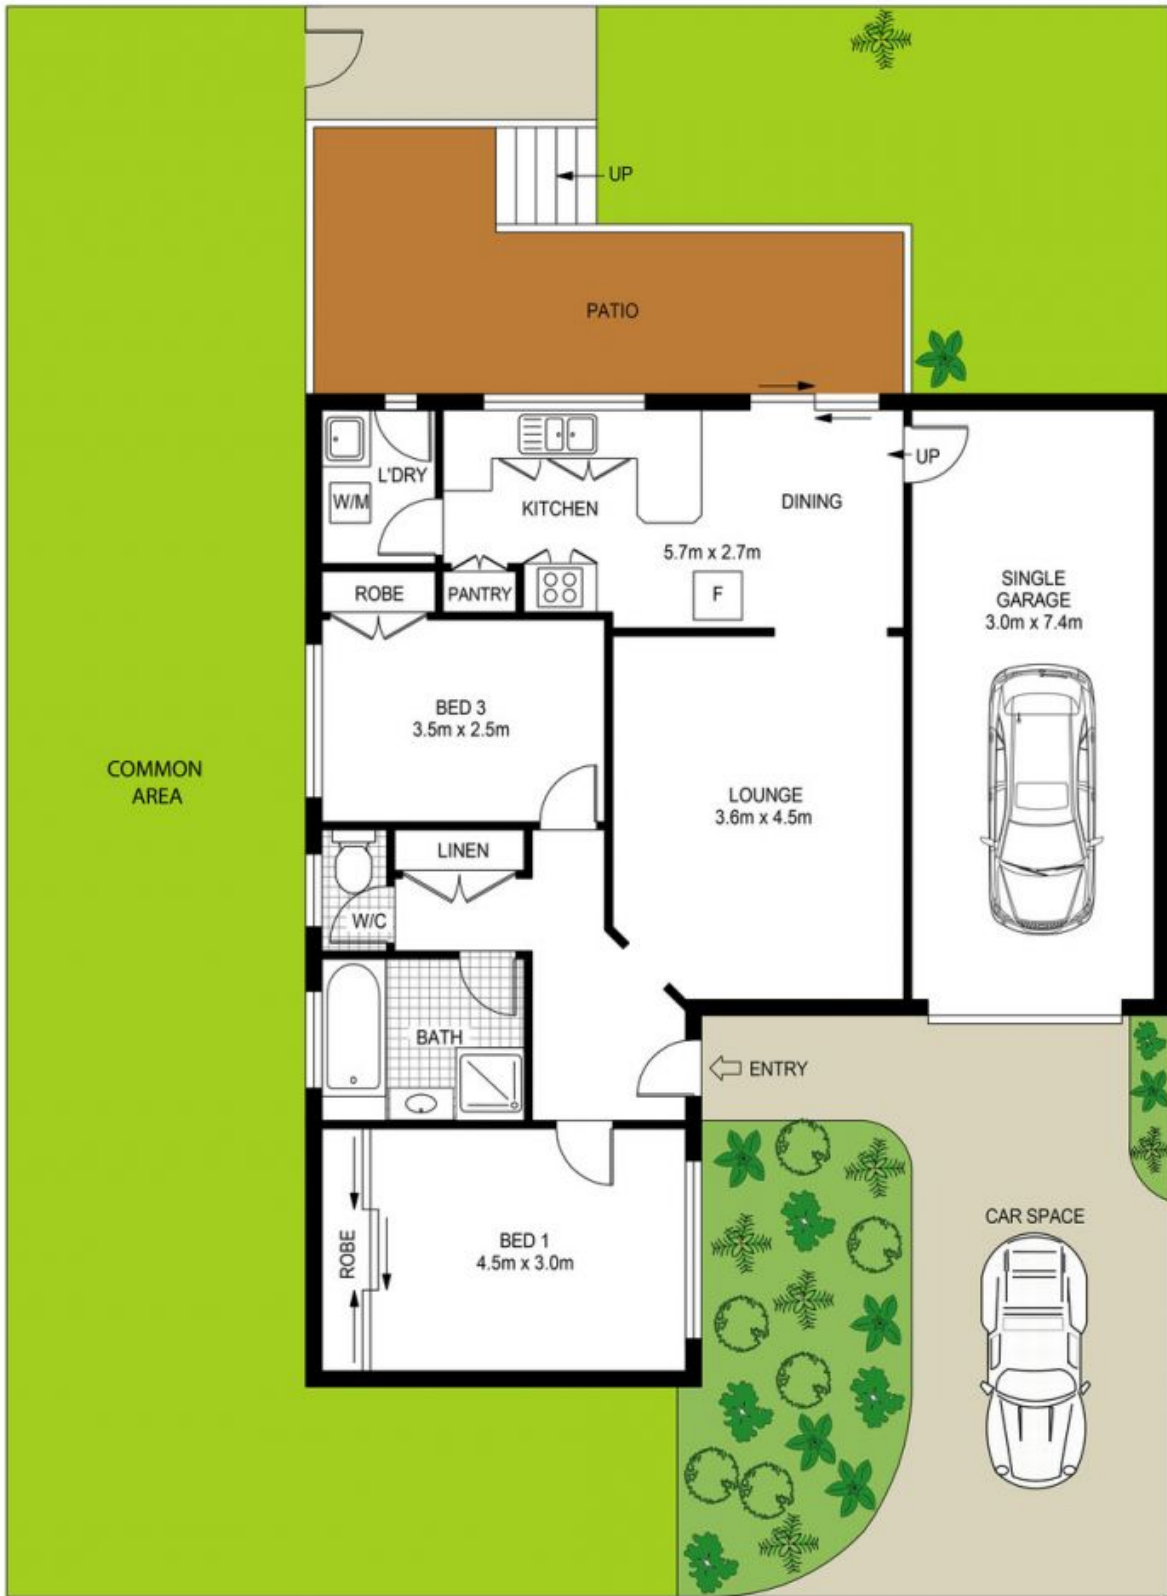 UP
PATIO
L'DRY
W/M
KITCHEN
DINING
UP
5.7m x 2.7m
F
ROBE
PANTRY
SINGLE
GARAGE
3.0m x 7.4m
BED 3
3.5m x 2.5m
COMMON
AREA
LOUNGE
3.6m x 4.5m
LINEN
W/C
BATH
ENTRY
ROBE
BED 1
4.5m x 3.0m
CAR SPACE